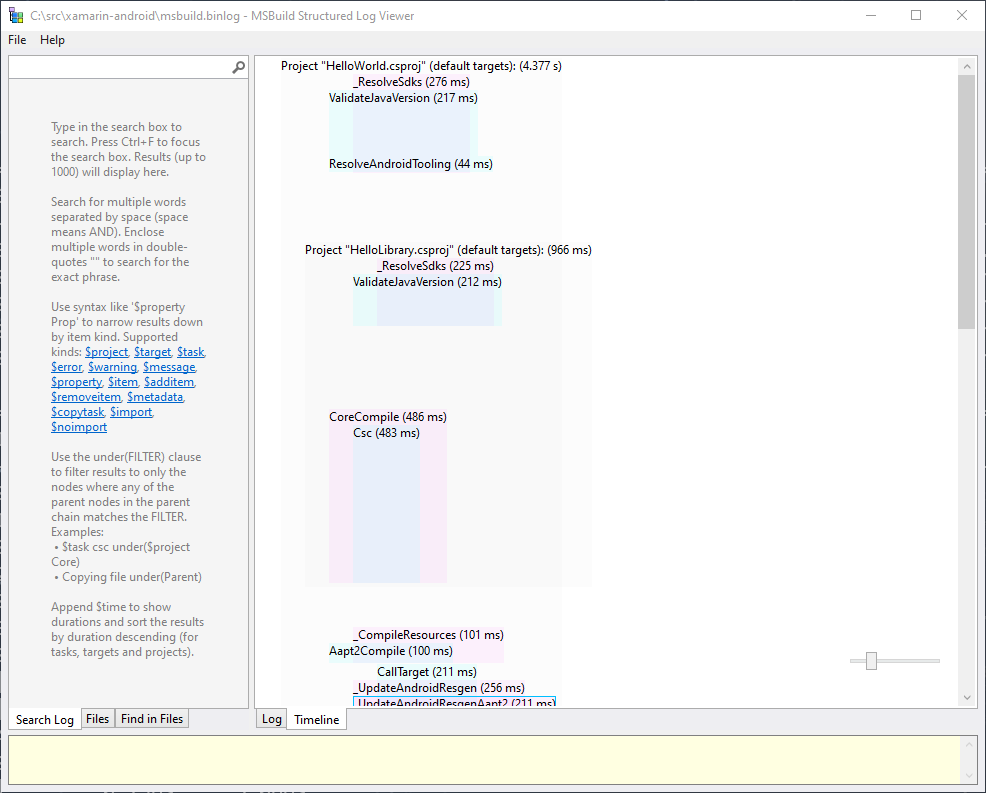 C:\src\xamarin-android\msbuild.binlog - MSBuild Structured Log Viewer
File Help
Type in the search box to
search. Press Ctrl+F to focus
the search box. Results (up to
1000) will display here.
Search for multiple words
separated by space (space
means AND). Enclose
multiple words in double-
quotes "" to search for the
exact phrase.
Use syntax like '$property
Prop' to narrow results down
by item kind. Supported
kinds: $project, $target, $task,
$error, $warning, $message,
$property, $item, $additem,
$removeitem, $metadata,
$copytask, $import,
$noimport
Use the under(FILTER) clause
to filter results to only the
nodes where any of the
parent nodes in the parent
chain matches the FILTER.
Examples:
• $task csc under($project
Core)
• Copying file under(Parent)
Append $time to show
durations and sort the results
by duration descending (for
tasks, targets and projects).
Search Log Files Find in Files
Project "HelloWorld.csproj" (default targets): (4.377 s)
_ResolveSdks (276 ms)
ValidateJavaVersion (217 ms)
ResolveAndroidTooling (44 ms)
Project "HelloLibrary.csproj" (default targets): (966 ms)
_ResolveSdks (225 ms)
ValidateJavaVersion (212 ms)
CoreCompile (486 ms)
Csc (483 ms)
_CompileResources (101 ms)
Aapt2Compile (100 ms)
CallTarget (211 ms)
_UpdateAndroidResgen (256 ms)
_UpdateAndroidResgenAapt2 (211 ms)
Log Timeline